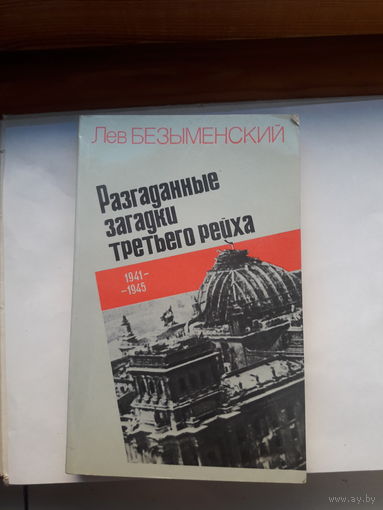 Лев БЕЗЫМЕНСКИЙ
Разгаданные
загадки
третьего рейха
1941–
–1945
www.ay.by